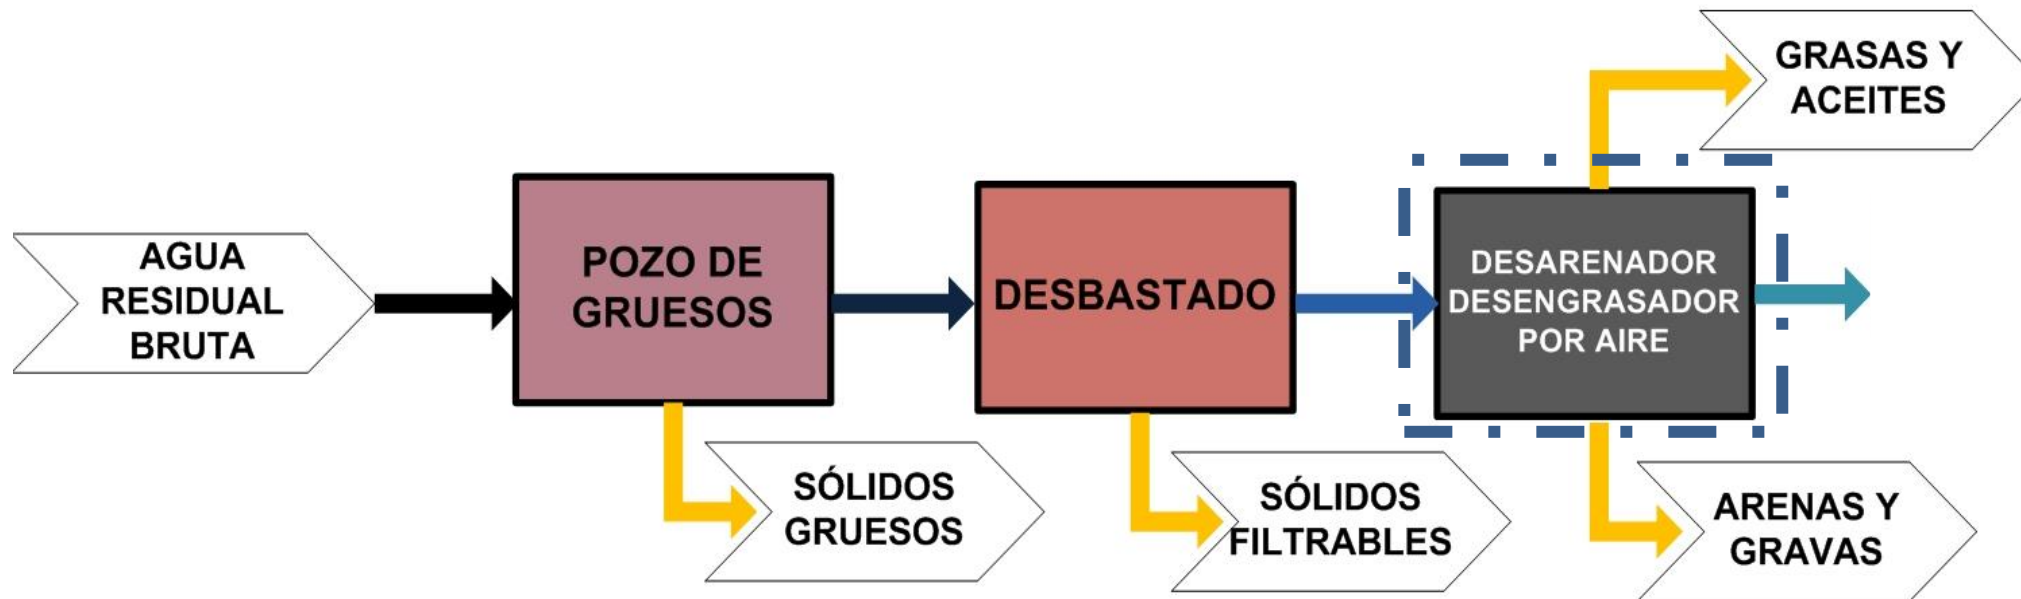 AGUA
RESIDUAL
BRUTA
POZO DE
GRUESOS
SÓLIDOS
GRUESOS
DESBASTADO
SÓLIDOS
FILTRABLES
DESARENADOR
DESENGRASADOR
POR AIRE
GRASAS Y
ACEITES
ARENAS Y
GRAVAS